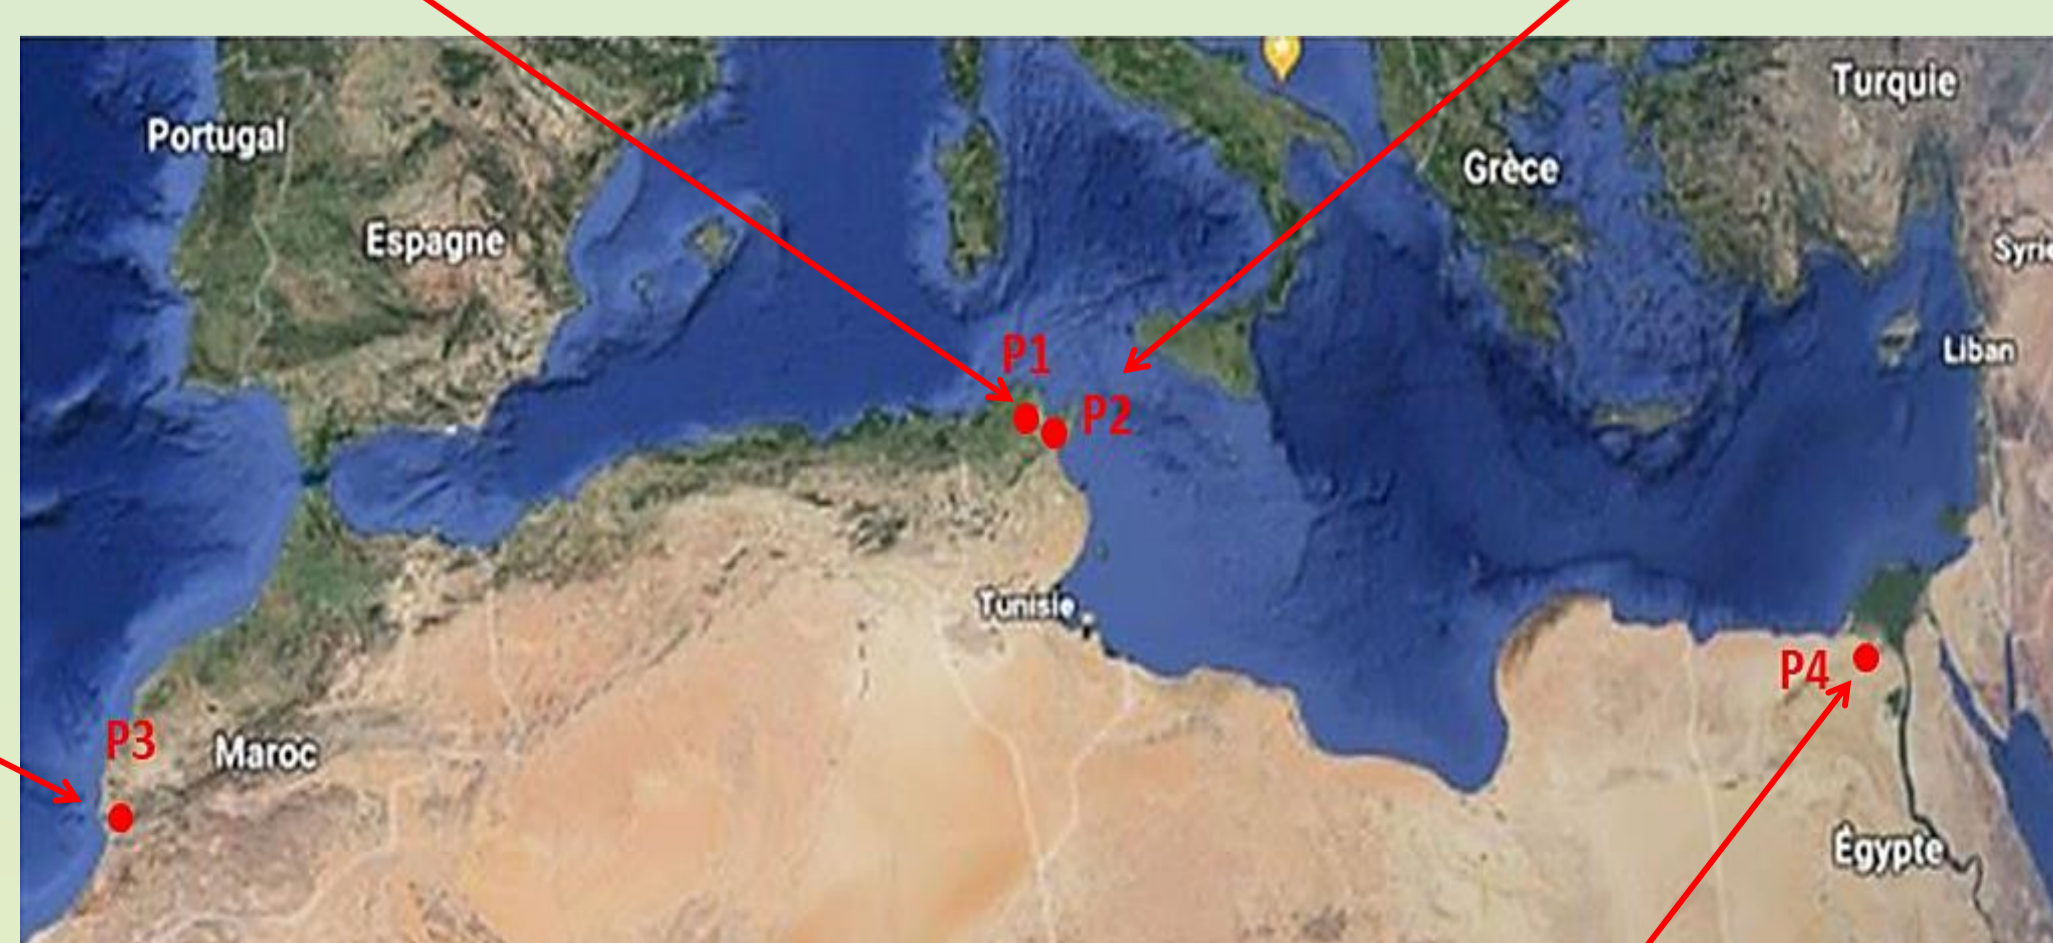 Turquie
Portugal
Grèce
Espagne
Syrie
P1
Liban
P2
Tunisie
P4
P3
Maroc
Égypte